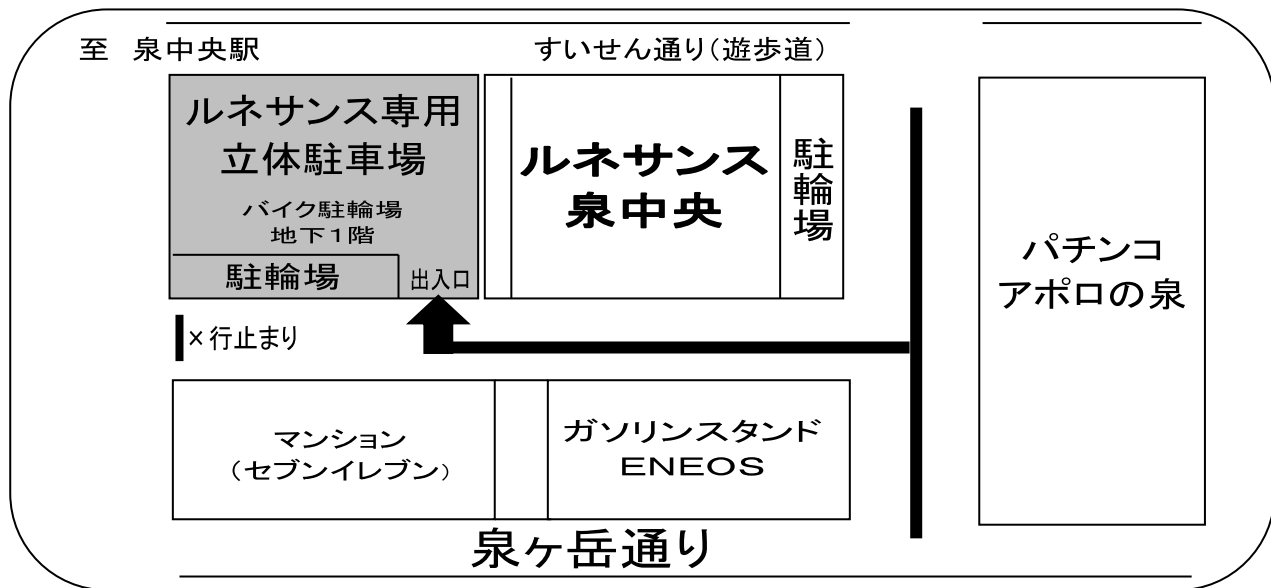 至 泉中央駅
すいせん通り(遊歩道)
ルネサンス専用
立体駐車場
バイク駐輪場
地下1階
駐輪場
出入口
ルネサンス
泉中央
駐輪場
パチンコ
アポロの泉
×行止まり
マンション
(セブンイレブン)
ガソリンスタンド
ENEOS
泉ヶ岳通り